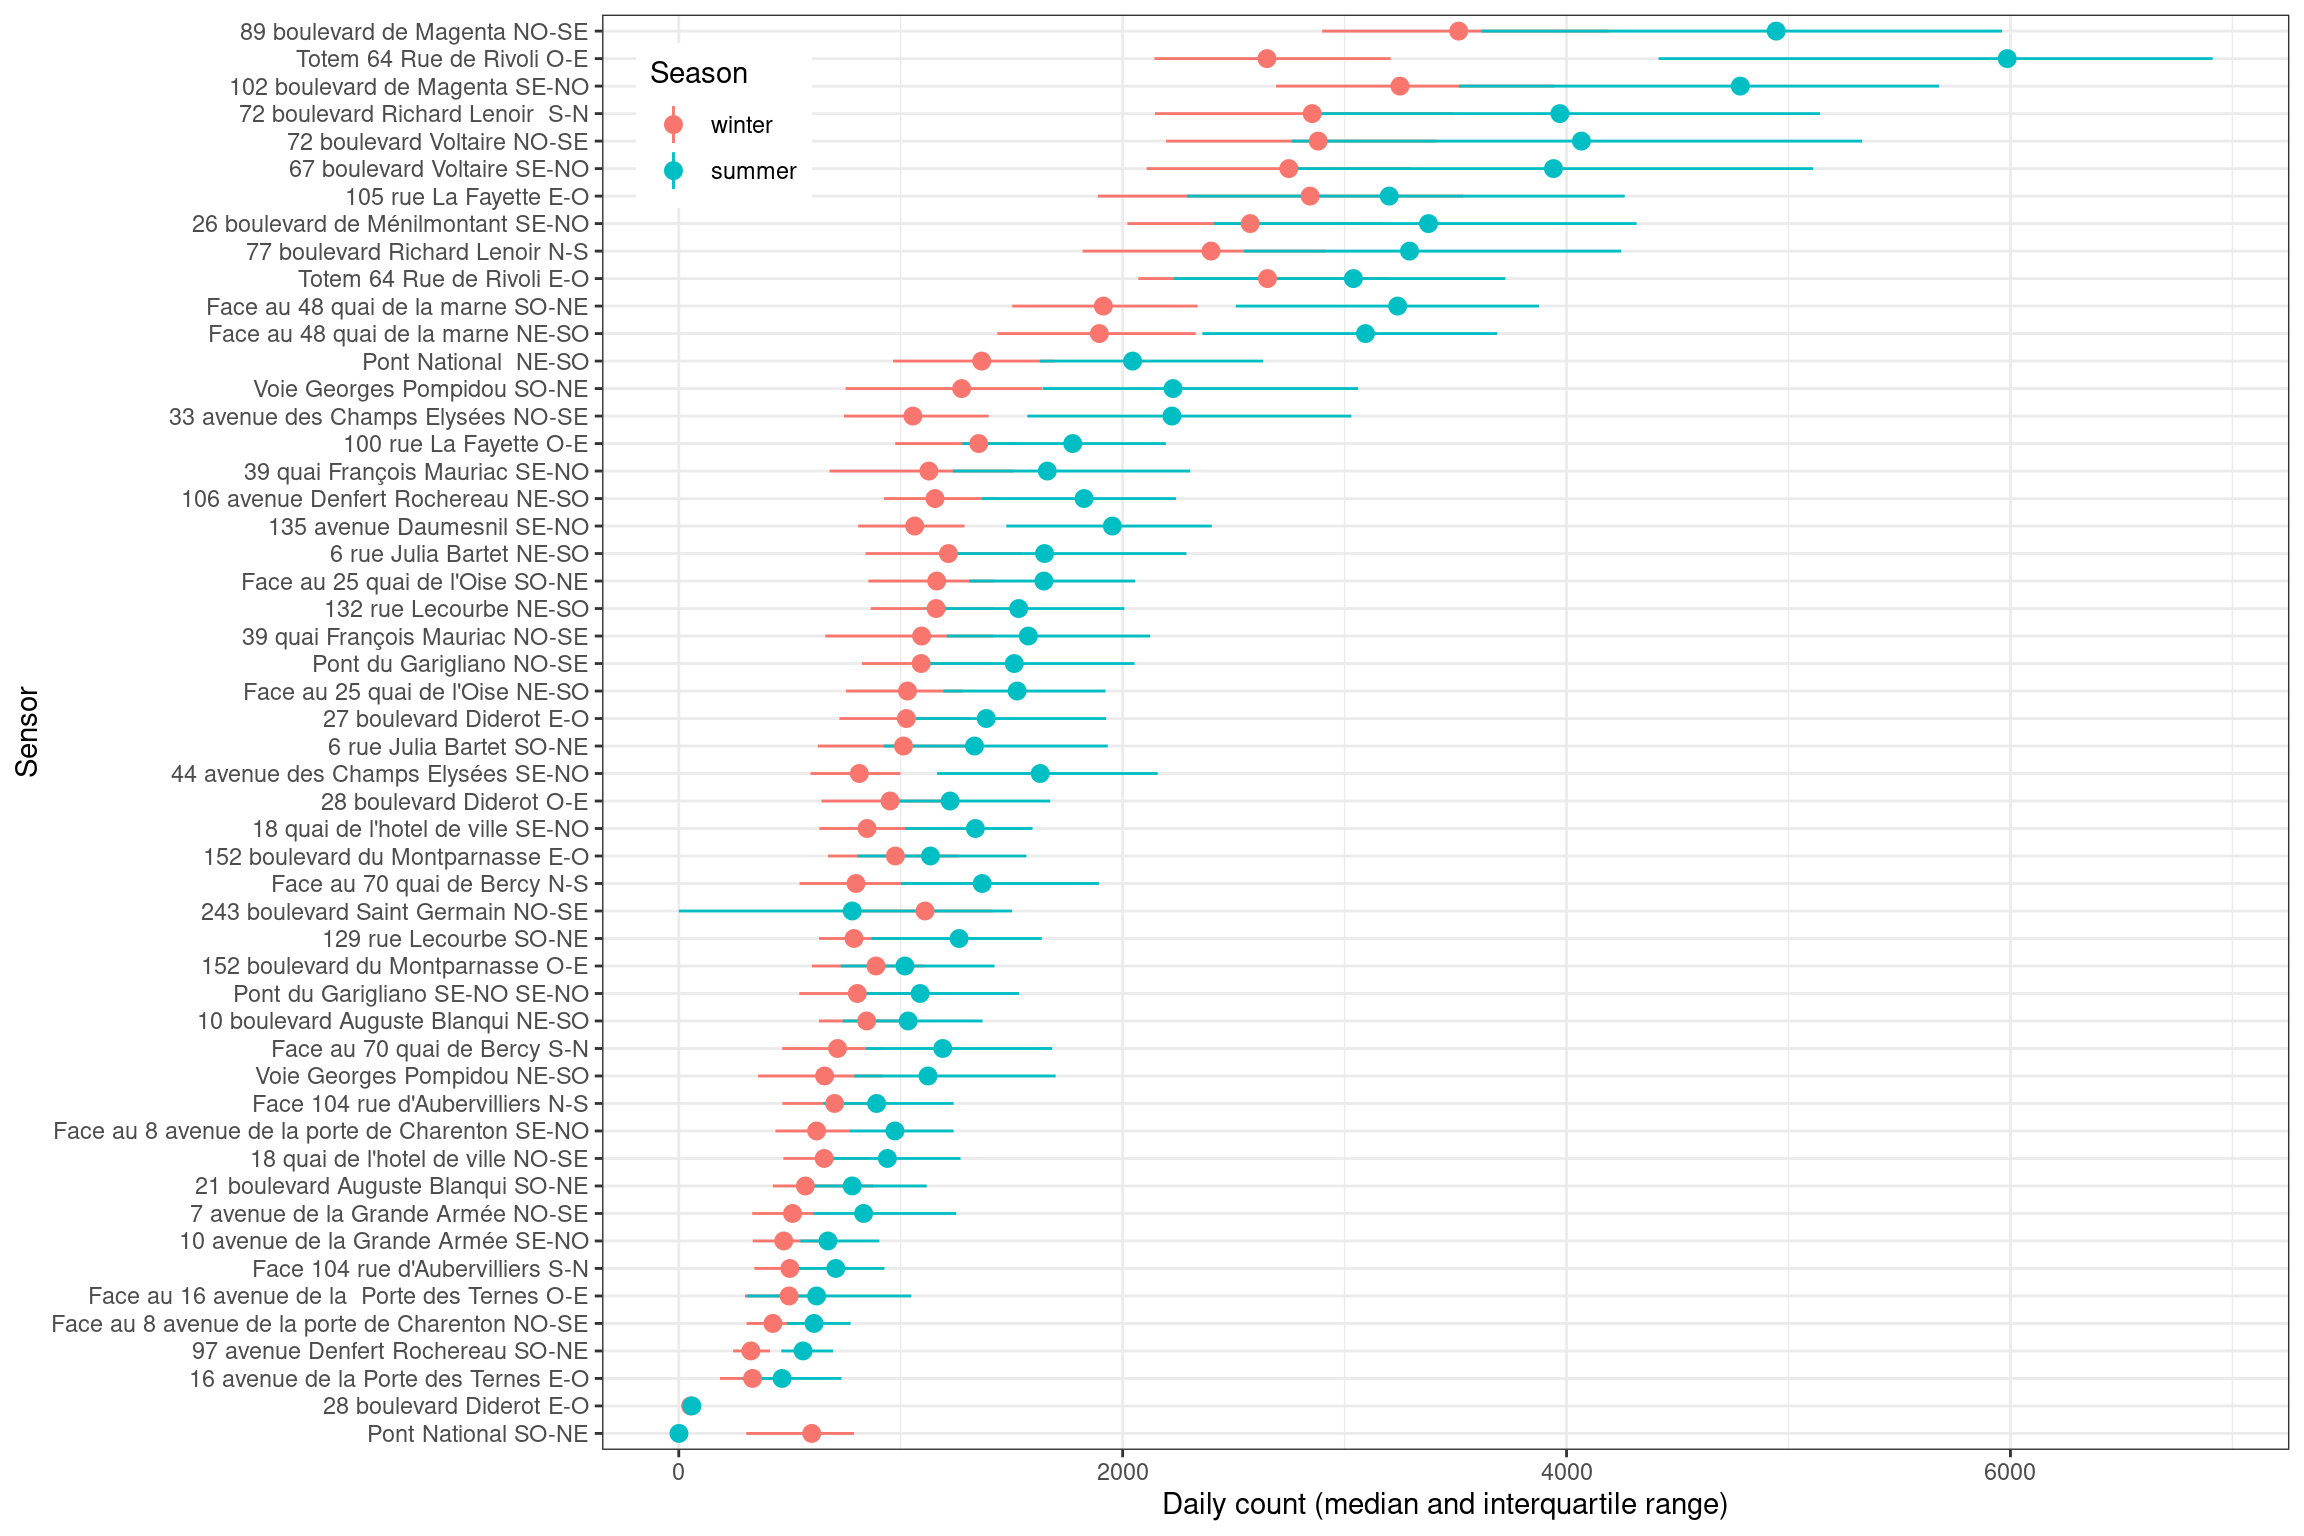 89 boulevard de Magenta NO-SE
Totem 64 Rue de Rivoli O-E
102 boulevard de Magenta SE-NO
72 boulevard Richard Lenoir  S-N
72 boulevard Voltaire NO-SE
67 boulevard Voltaire SE-NO
105 rue La Fayette E-O
26 boulevard de Ménilmontant SE-NO
77 boulevard Richard Lenoir N-S
Totem 64 Rue de Rivoli E-O
Face au 48 quai de la marne SO-NE
Face au 48 quai de la marne NE-SO
Pont National  NE-SO
Voie Georges Pompidou SO-NE
33 avenue des Champs Elysées NO-SE
100 rue La Fayette O-E
39 quai François Mauriac SE-NO
106 avenue Denfert Rochereau NE-SO
135 avenue Daumesnil SE-NO
6 rue Julia Bartet NE-SO
Face au 25 quai de l'Oise SO-NE
132 rue Lecourbe NE-SO
39 quai François Mauriac NO-SE
Pont du Garigliano NO-SE
Face au 25 quai de l'Oise NE-SO
27 boulevard Diderot E-O
6 rue Julia Bartet SO-NE
44 avenue des Champs Elysées SE-NO
28 boulevard Diderot O-E
18 quai de l'hotel de ville SE-NO
152 boulevard du Montparnasse E-O
Face au 70 quai de Bercy N-S
243 boulevard Saint Germain NO-SE
129 rue Lecourbe SO-NE
152 boulevard du Montparnasse O-E
Pont du Garigliano SE-NO SE-NO
10 boulevard Auguste Blanqui NE-SO
Face au 70 quai de Bercy S-N
Voie Georges Pompidou NE-SO
Face 104 rue d'Aubervilliers N-S
Face au 8 avenue de la porte de Charenton SE-NO
18 quai de l'hotel de ville NO-SE
21 boulevard Auguste Blanqui SO-NE
7 avenue de la Grande Armée NO-SE
10 avenue de la Grande Armée SE-NO
Face 104 rue d'Aubervilliers S-N
Face au 16 avenue de la  Porte des Ternes O-E
Face au 8 avenue de la porte de Charenton NO-SE
97 avenue Denfert Rochereau SO-NE
16 avenue de la Porte des Ternes E-O
28 boulevard Diderot E-O
Pont National SO-NE
Sensor
Season
winter
summer
0 2000 4000 6000
Daily count (median and interquartile range)